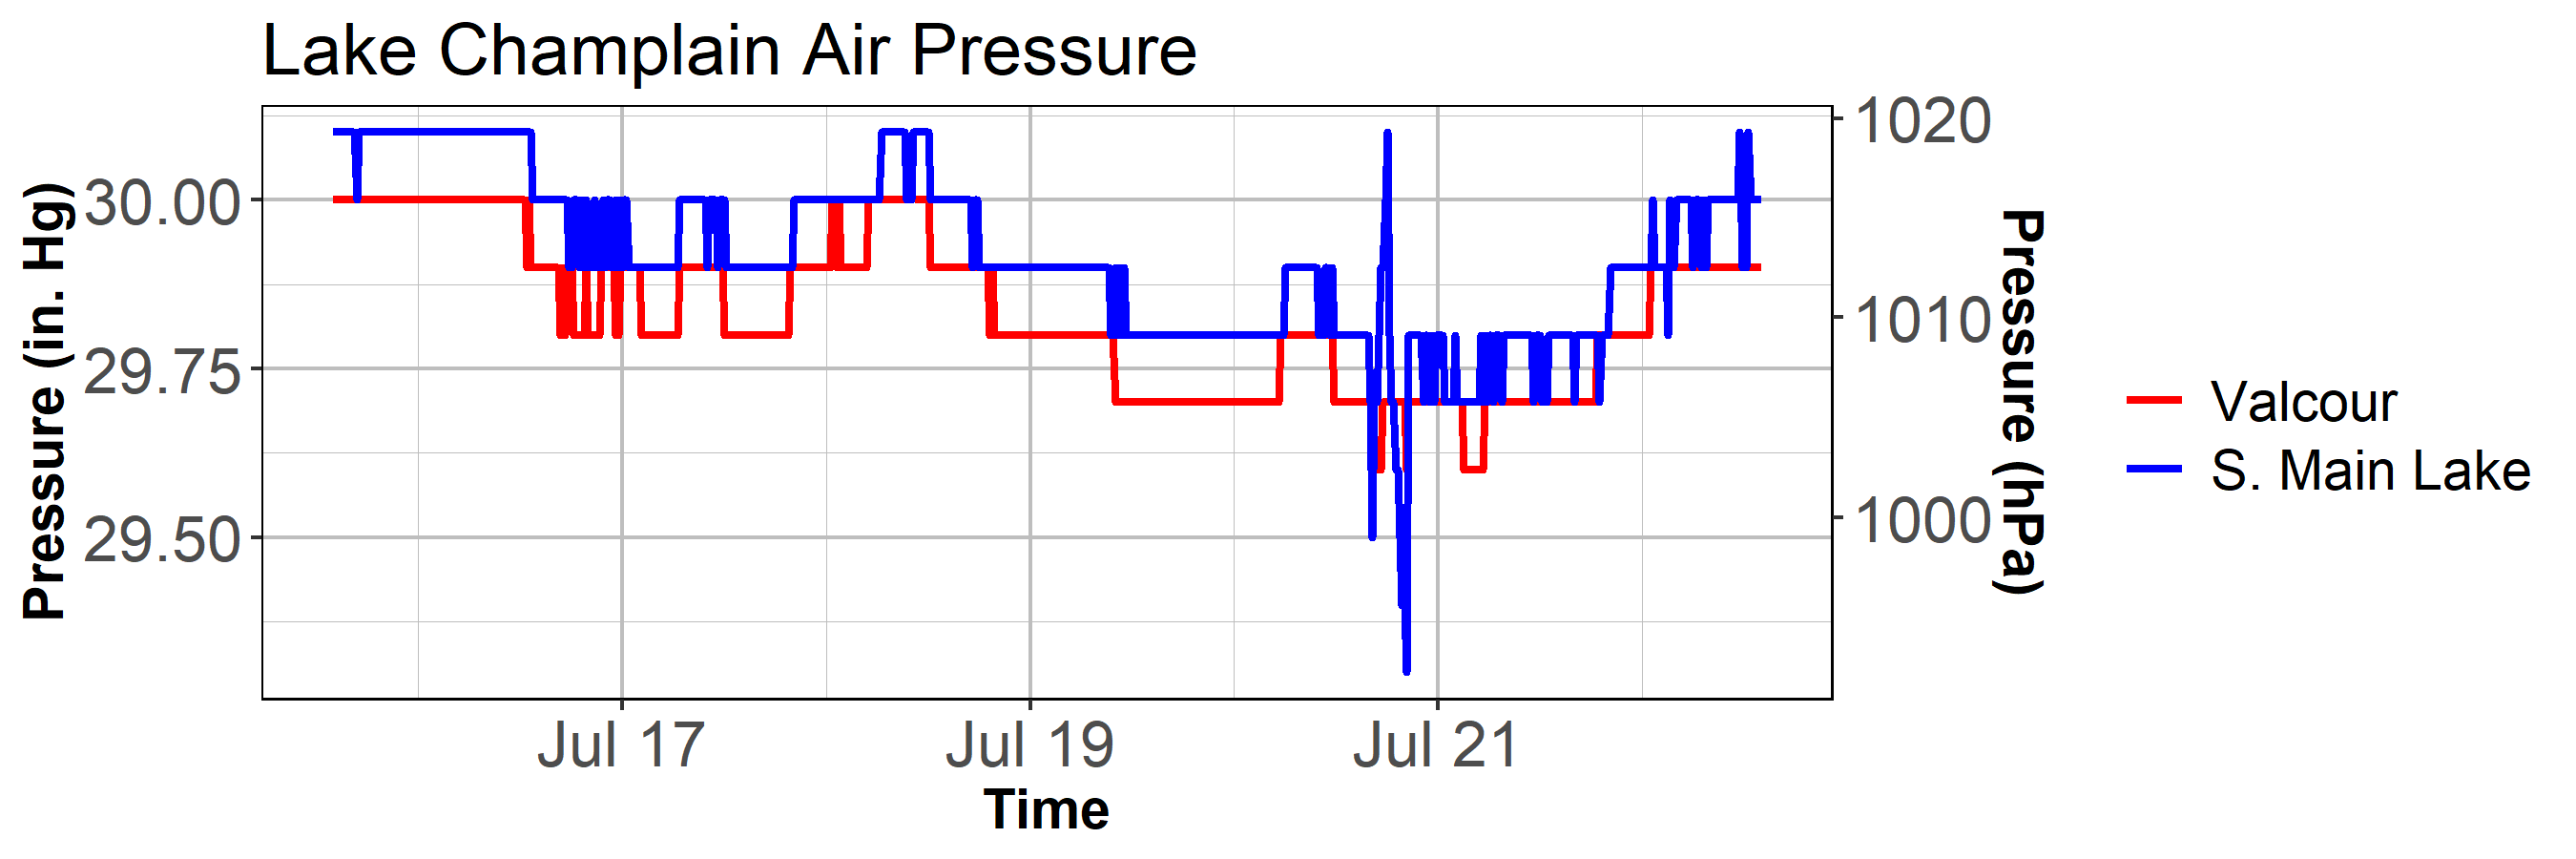 Lake Champlain Air Pressure
Pressure (in. Hg)
30.00
29.75
29.50
1020
1010
1000
Pressure (hPa)
Valcour
S. Main Lake
Jul 17
Jul 19
Jul 21
Time